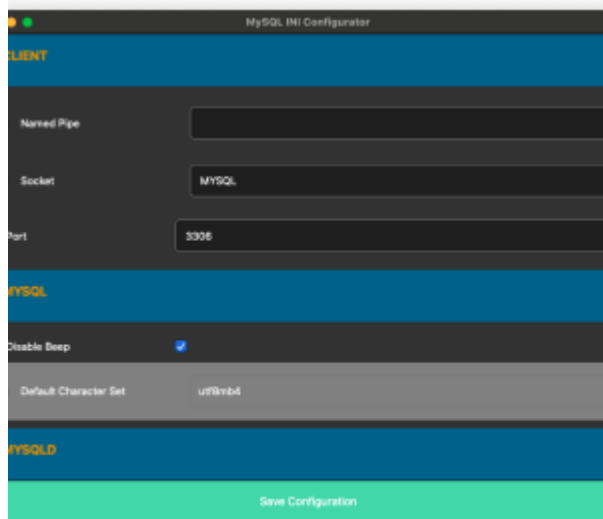 MySQL INI Configurator
CLIENT
Named Pipe
Socket MYSQL
Port 3306
MYSQL
Disable Beep
Default Character Set utf8mb4
MYSQLD
Save Configuration